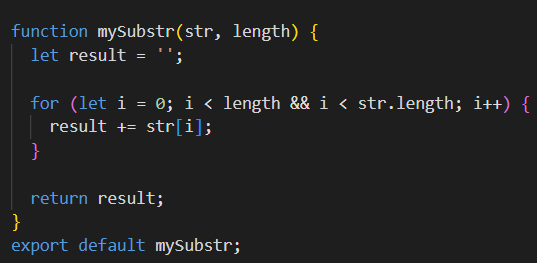 function mySubstr(str, length) {
  let result = '';

  for (let i = 0; i < length && i < str.length; i++) {
    result += str[i];
  }

  return result;
}
export default mySubstr;